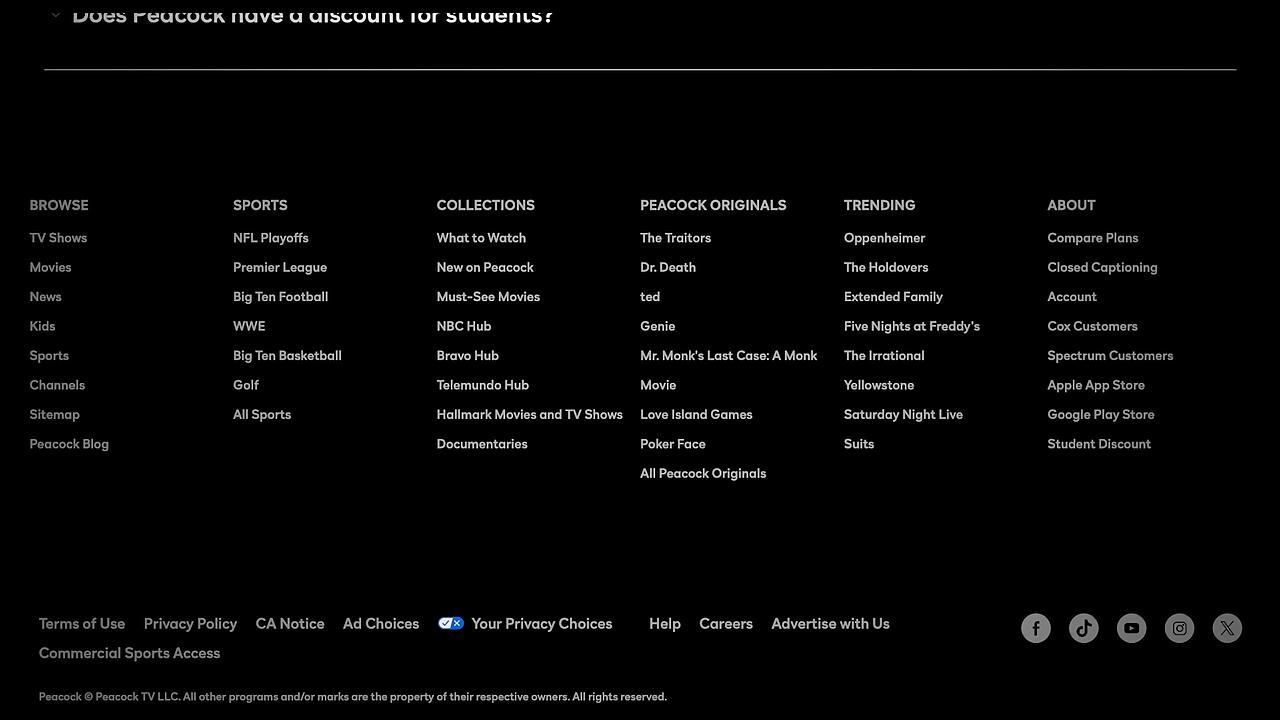 Does Peacock have a discount for students?
BROWSE
TV Shows
Movies
News
Kids
Sports
Channels
Sitemap
Peacock Blog
SPORTS
NFL Playoffs
Premier League
Big Ten Football
WWE
Big Ten Basketball
Golf
All Sports
COLLECTIONS
What to Watch
New on Peacock
Must-See Movies
NBC Hub
Bravo Hub
Telemundo Hub
Hallmark Movies and TV Shows
Documentaries
PEACOCK ORIGINALS
The Traitors
Dr. Death
ted
Genie
Mr. Monk's Last Case: A Monk
Movie
Love Island Games
Poker Face
All Peacock Originals
TRENDING
Oppenheimer
The Holdovers
Extended Family
Five Nights at Freddy's
The Irrational
Yellowstone
Saturday Night Live
Suits
ABOUT
Compare Plans
Closed Captioning
Account
Cox Customers
Spectrum Customers
Apple App Store
Google Play Store
Student Discount
Terms of Use Privacy Policy CA Notice Ad Choices Your Privacy Choices Help Careers Advertise with Us
Commercial Sports Access
Peacock © Peacock TV LLC. All other programs and/or marks are the property of their respective owners. All rights reserved.